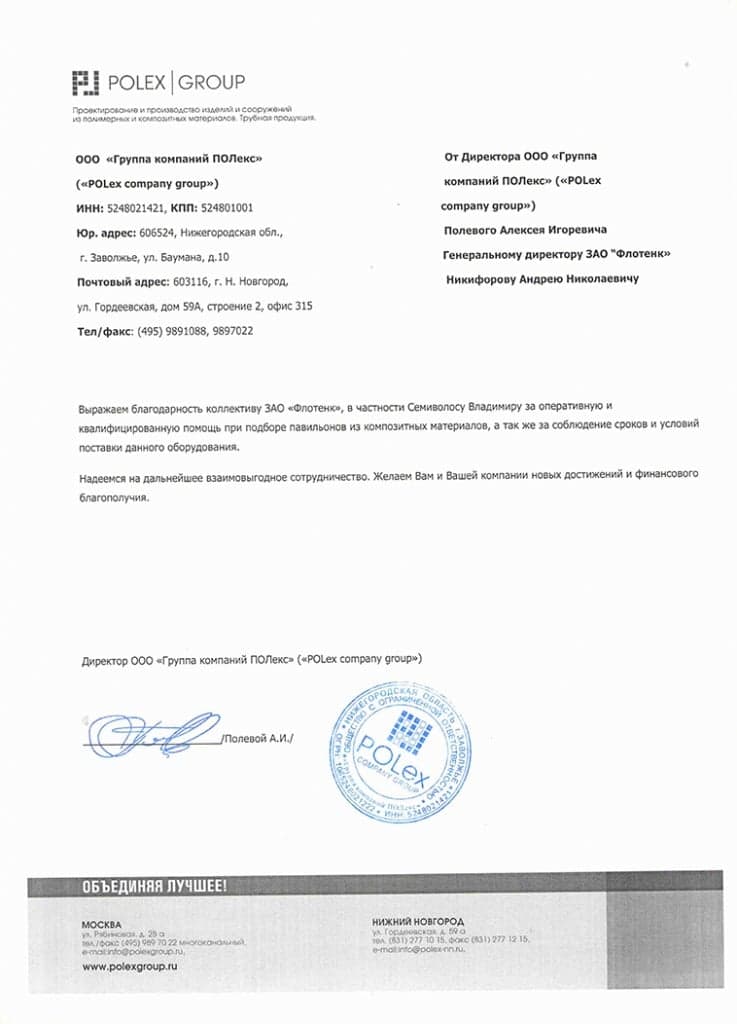 POLEX|GROUP
Проектирование и производство изделий и сооружений
из полимерных и композитных материалов. Трубная продукция.
ООО «Группа компаний ПОЛекс»
(«POLex company group»)
ИНН: 5248021421, КПП: 524801001
Юр. адрес: 606524, Нижегородская обл.,
г. Заволжье, ул. Баумана, д.10
Почтовый адрес: 603116, г. Н. Новгород,
ул. Гордеевская, дом 59А, строение 2, офис 315
Тел/факс: (495) 9891088, 9897022
От Директора ООО «Группа
компаний ПОЛекс» («POLex
company group»)
Полевого Алексея Игоревича
Генеральному директору ЗАО "Флотенк»
Никифорову Андрею Николаевичу
Выражаем благодарность коллективу ЗАО «Флотенк», в частности Семиволосу Владимиру за оперативную и
квалифицированную помощь при подборе павильонов из композитных материалов, а так же за соблюдение сроков и условий
поставки данного оборудования.
Надеемся на дальнейшее взаимовыгодное сотрудничество. Желаем Вам и Вашей компании новых достижений и финансового
благополучия.
Директор ООО «Группа компаний ПОЛекс» («POLex company group»)
/Полевой А.И./
НИЖЕГОРОДСКАЯ ОБЛАСТЬ, г.ЗАВОЛЖЬЕ
ОБЩЕСТВО С ОГРАНИЧЕННОЙ ОТВЕТСТВЕННОСТЬЮ
POLex
COMPANY GROUP
ИНН 5248021421
ОБЪЕДИНЯЯ ЛУЧШЕЕ!
МОСКВА
ул. Рябиновая, д. 28 а
тел./факс (495) 989 70 22 многоканальный,
e-mail:info@polexgroup.ru,
www.polexgroup.ru
НИЖНИЙ НОВГОРОД
ул. Гордеевская, д. 59 а
тел. (831) 277 10 15, факс (831) 277 12 15,
e-mail:info@polex-nn.ru,